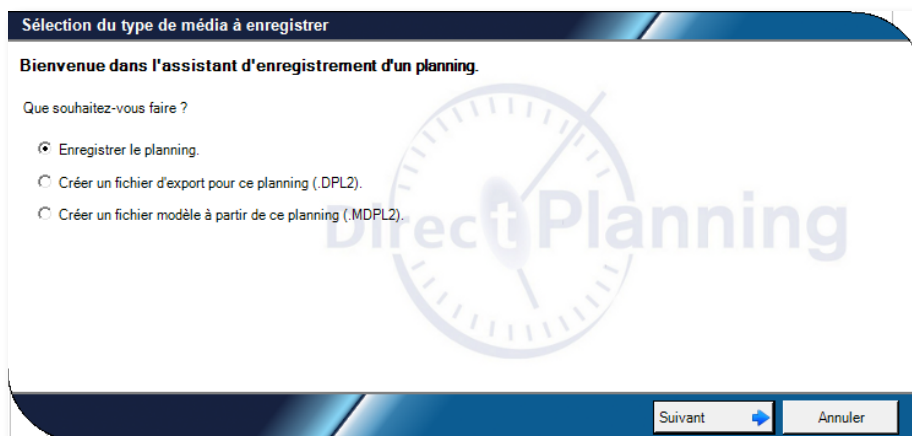 Sélection du type de média à enregistrer
Bienvenue dans l'assistant d'enregistrement d'un planning.
Que souhaitez-vous faire ?
Enregistrer le planning.
Créer un fichier d'export pour ce planning (.DPL2).
Créer un fichier modèle à partir de ce planning (.MDPL2).
Direct Planning
Suivant
Annuler